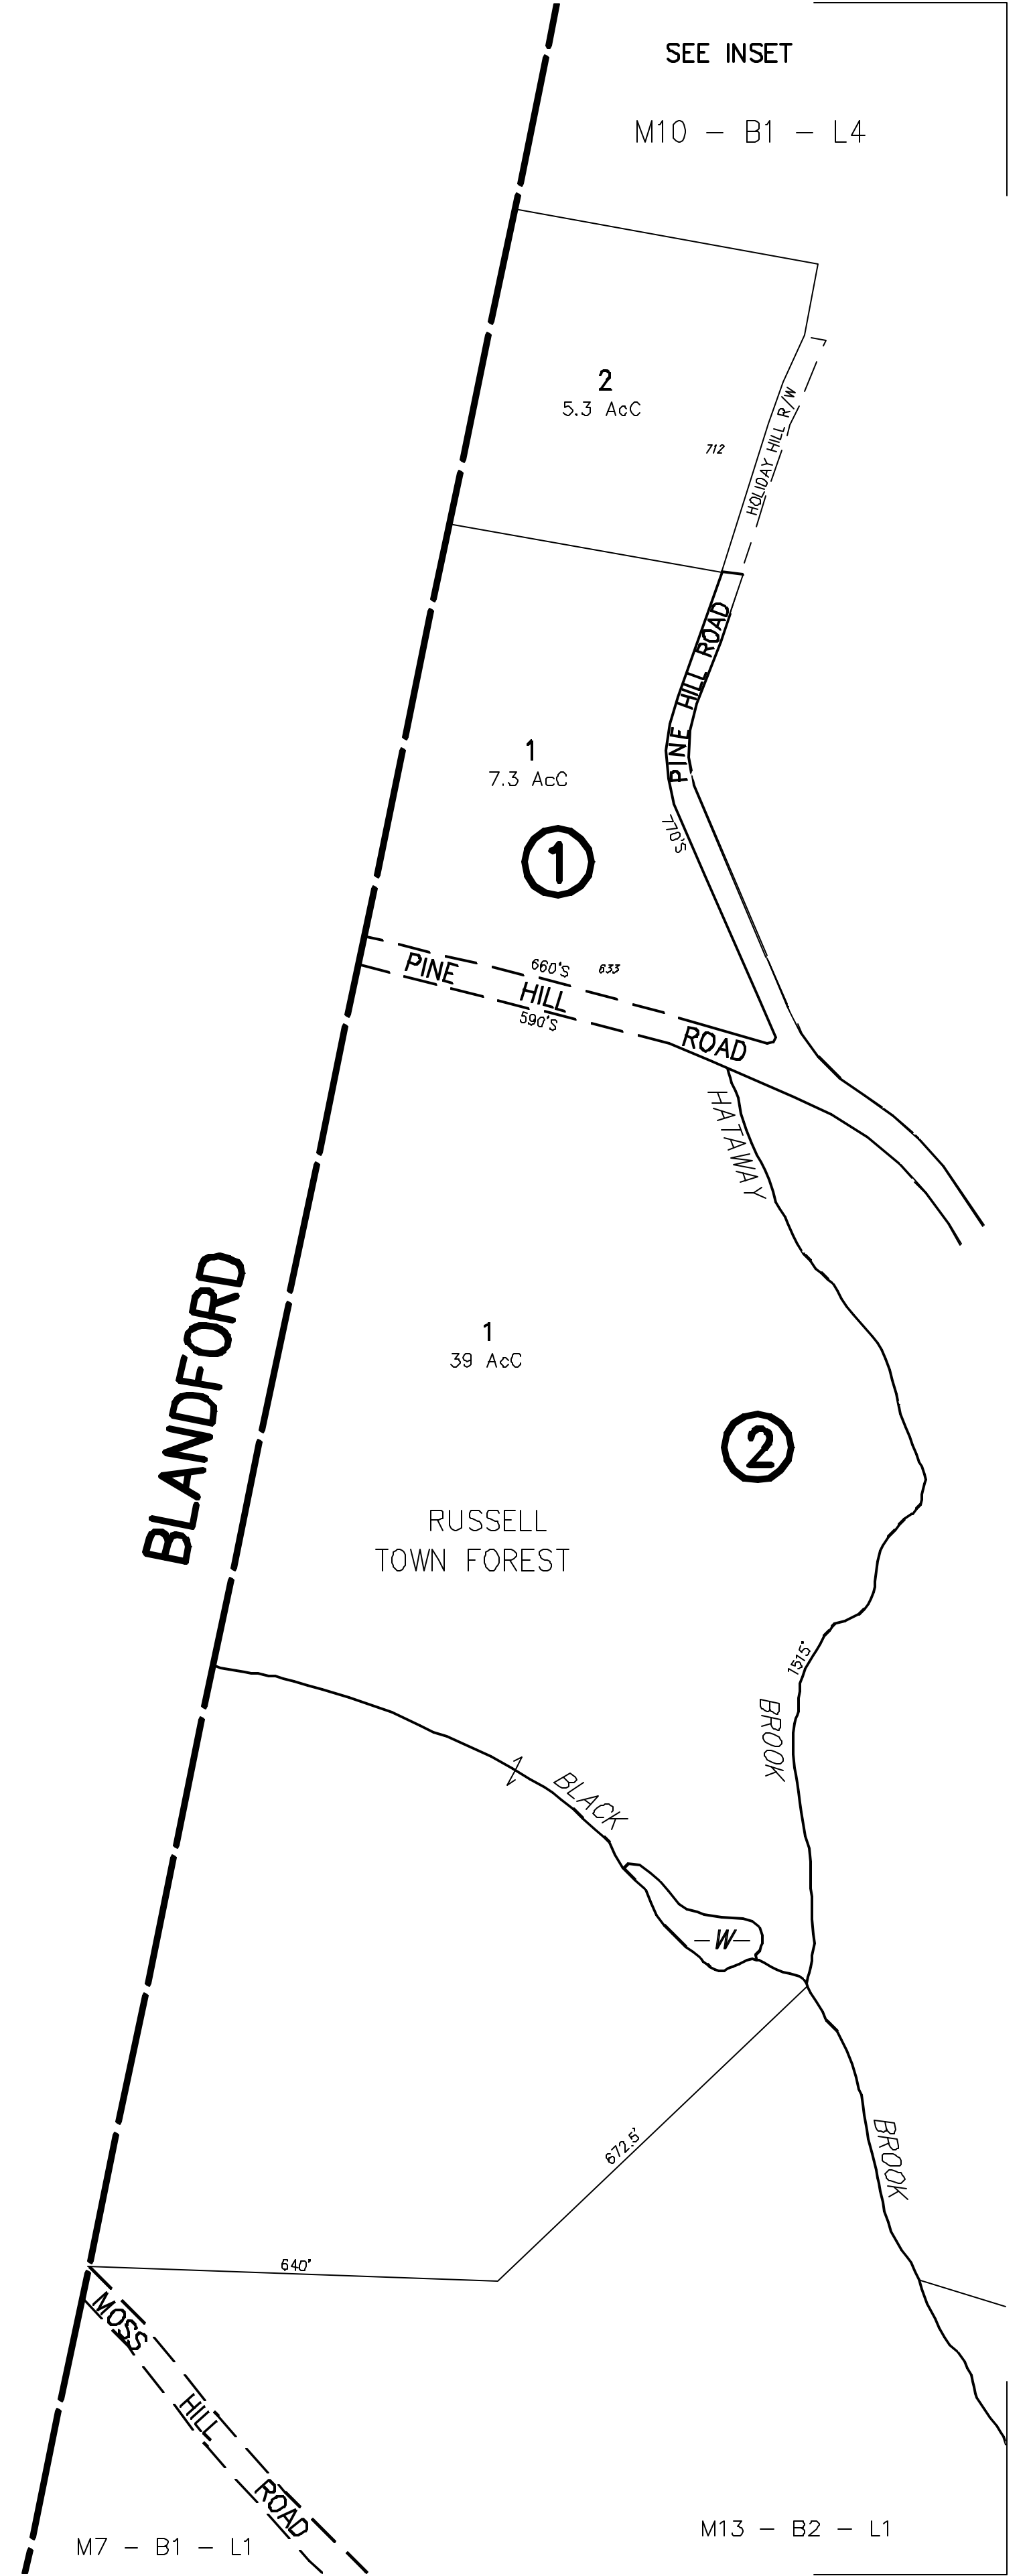 SEE INSET
M10 - B1 - L4
2
5.3 AcC
712
HOLIDAY HILL R/W
PINE HILL ROAD
1
7.3 AcC
770'S
1
660'S
633
PINE HILL ROAD
590'S
HATAWAY
BLANDFORD
1
39 AcC
2
RUSSELL
TOWN FOREST
1515'
BROOK
BLACK
W
672.5'
BROOK
640'
MOSS HILL ROAD
M7 - B1 - L1
M13 - B2 - L1